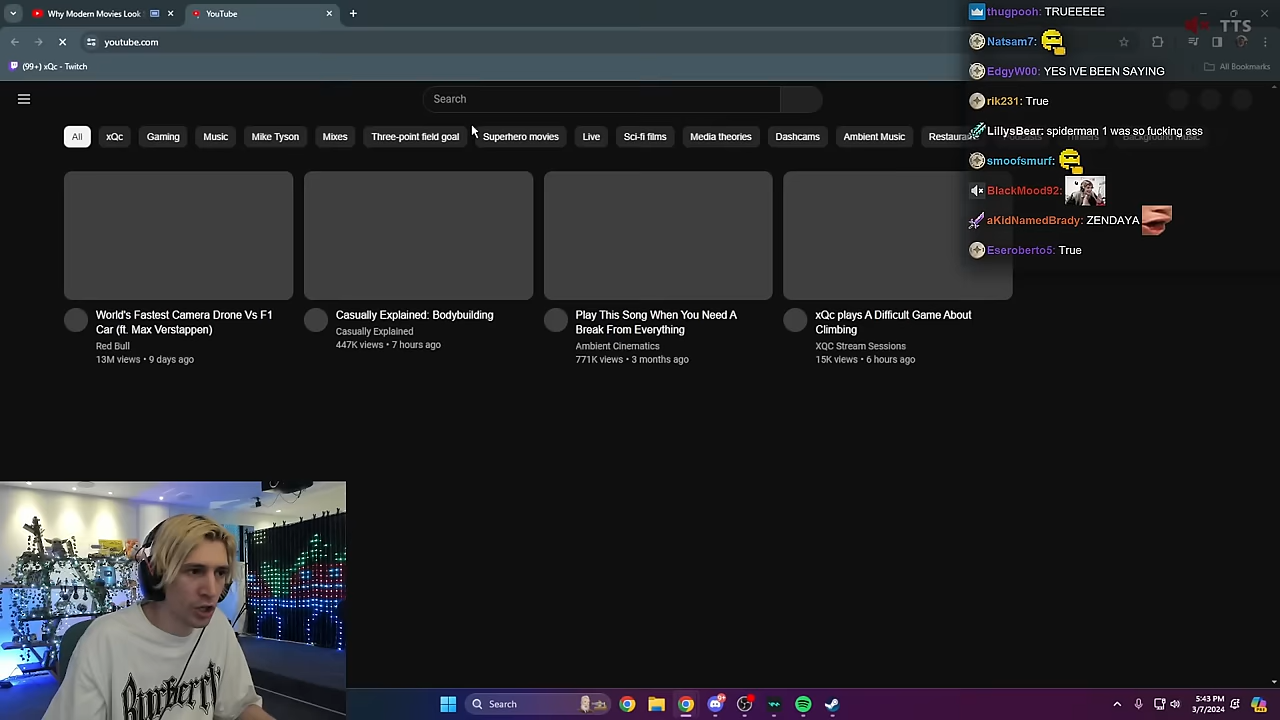 Why Modern Movies Look
YouTube
youtube.com
(99+) xQc - Twitch
All Bookmarks
TTS
Search
All
xQc
Gaming
Music
Mike Tyson
Mixes
Three-point field goal
Superhero movies
Live
Sci-fi films
Media theories
Dashcams
Ambient Music
Restaura
World's Fastest Camera Drone Vs F1
Car (ft. Max Verstappen)
Red Bull
13M views • 9 days ago
Casually Explained: Bodybuilding
Casually Explained
447K views • 7 hours ago
Play This Song When You Need A
Break From Everything
Ambient Cinematics
771K views • 3 months ago
xQc plays A Difficult Game About
Climbing
XQC Stream Sessions
15K views • 6 hours ago
thugpooh: TRUEEEEE
Natsam7:
EdgyW00: YES IVE BEEN SAYING
rik231: True
LillysBear: spiderman 1 was so fucking ass
smoofsmurf:
BlackMood92:
aKidNamedBrady: ZENDAYA
Eseroberto5: True
Search
5:43 PM
3/7/2024